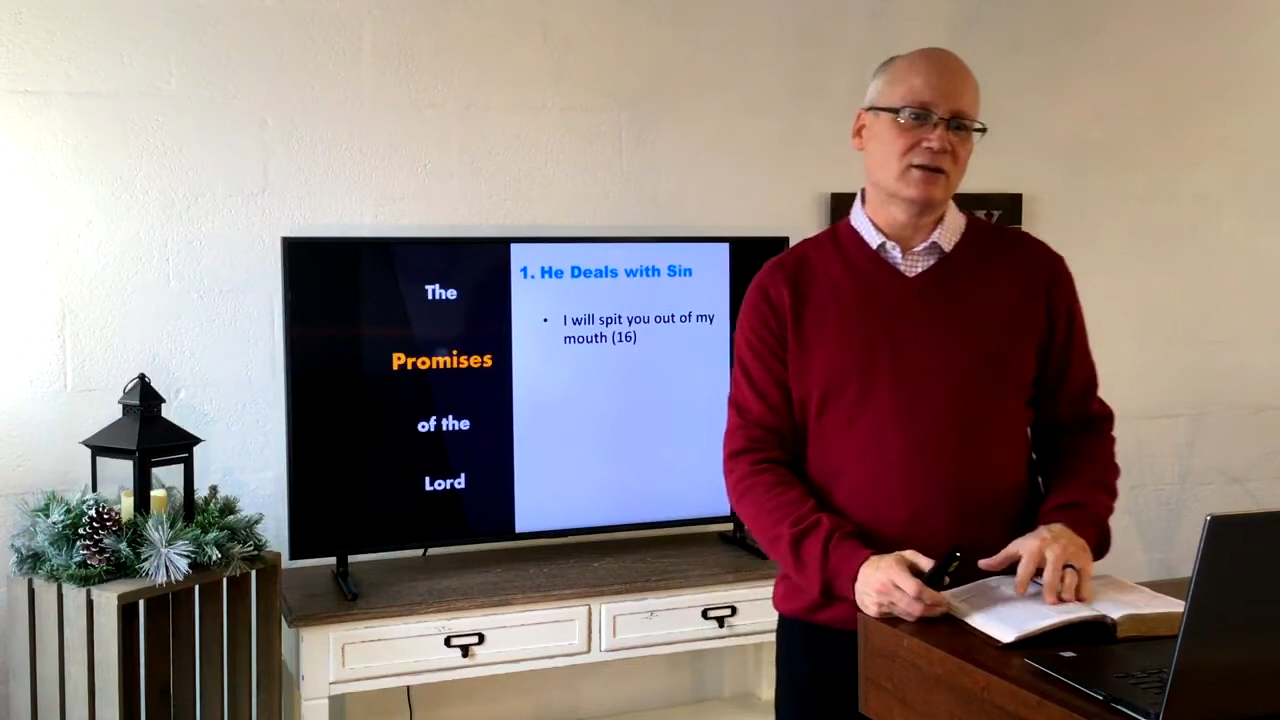 The
Promises
of the
Lord
1. He Deals with Sin
• I will spit you out of my
mouth (16)